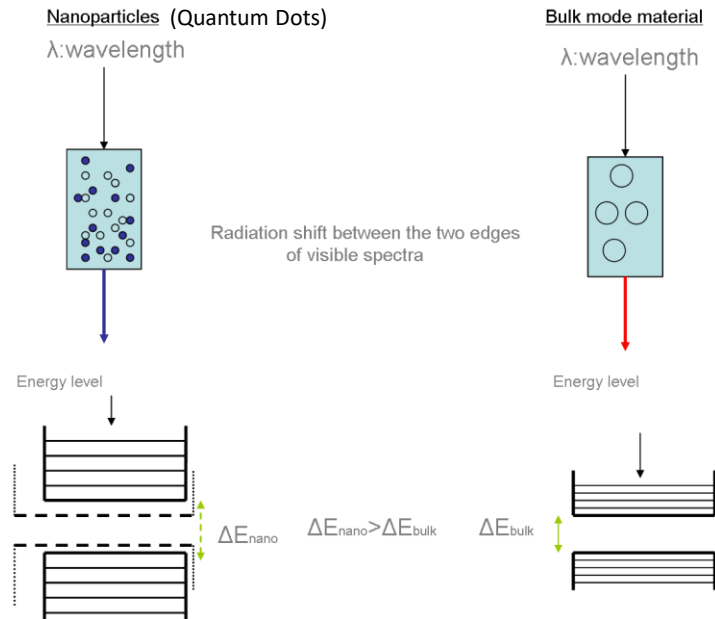 Nanoparticles (Quantum Dots)
Bulk mode material
λ:wavelength
λ:wavelength
Radiation shift between the two edges
of visible spectra
Energy level
Energy level
ΔEnano
ΔEnano>ΔEbulk
ΔEbulk